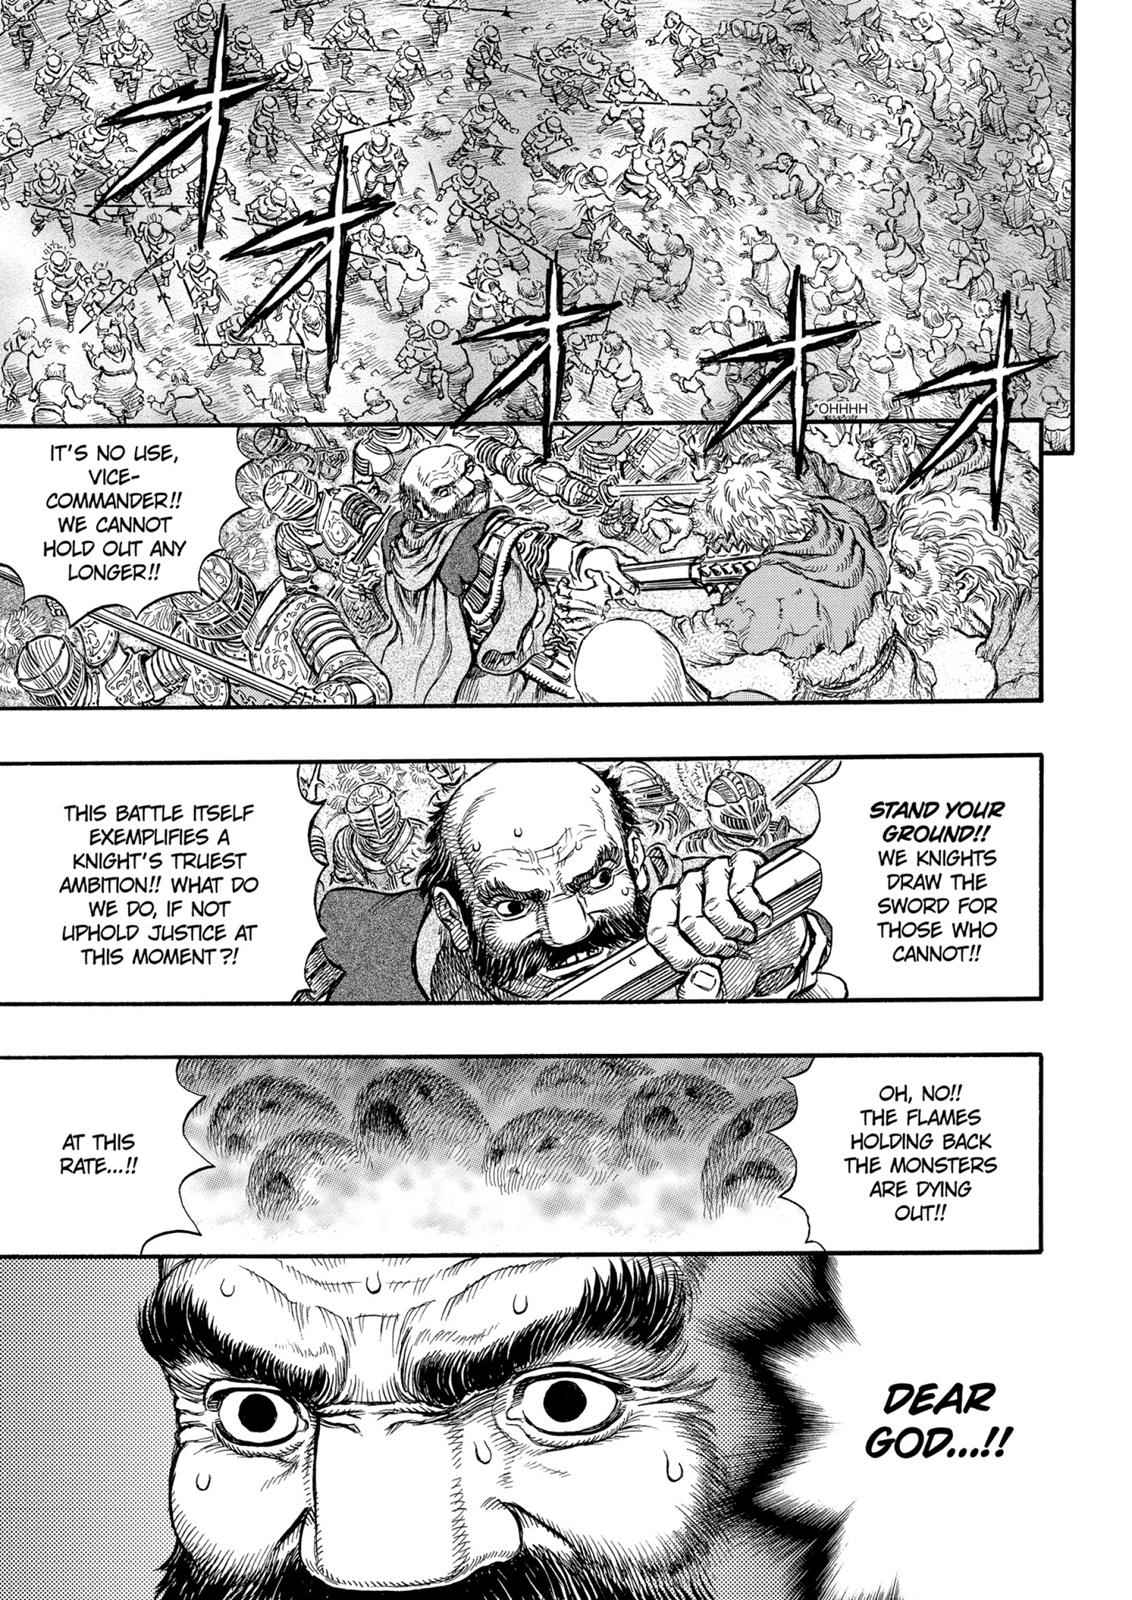 オオオオオ
*OHHHH
IT'S NO USE,
VICE-
COMMANDER!!
WE CANNOT
HOLD OUT ANY
LONGER!!
STAND YOUR
GROUND!!
WE KNIGHTS
DRAW THE
SWORD FOR
THOSE WHO
CANNOT!!
THIS BATTLE ITSELF
EXEMPLIFIES A
KNIGHT'S TRUEST
AMBITION!! WHAT DO
WE DO, IF NOT
UPHOLD JUSTICE AT
THIS MOMENT?!
OH, NO!!
THE FLAMES
HOLDING BACK
THE MONSTERS
ARE DYING
OUT!!
AT THIS
RATE...!!
DEAR
GOD...!!